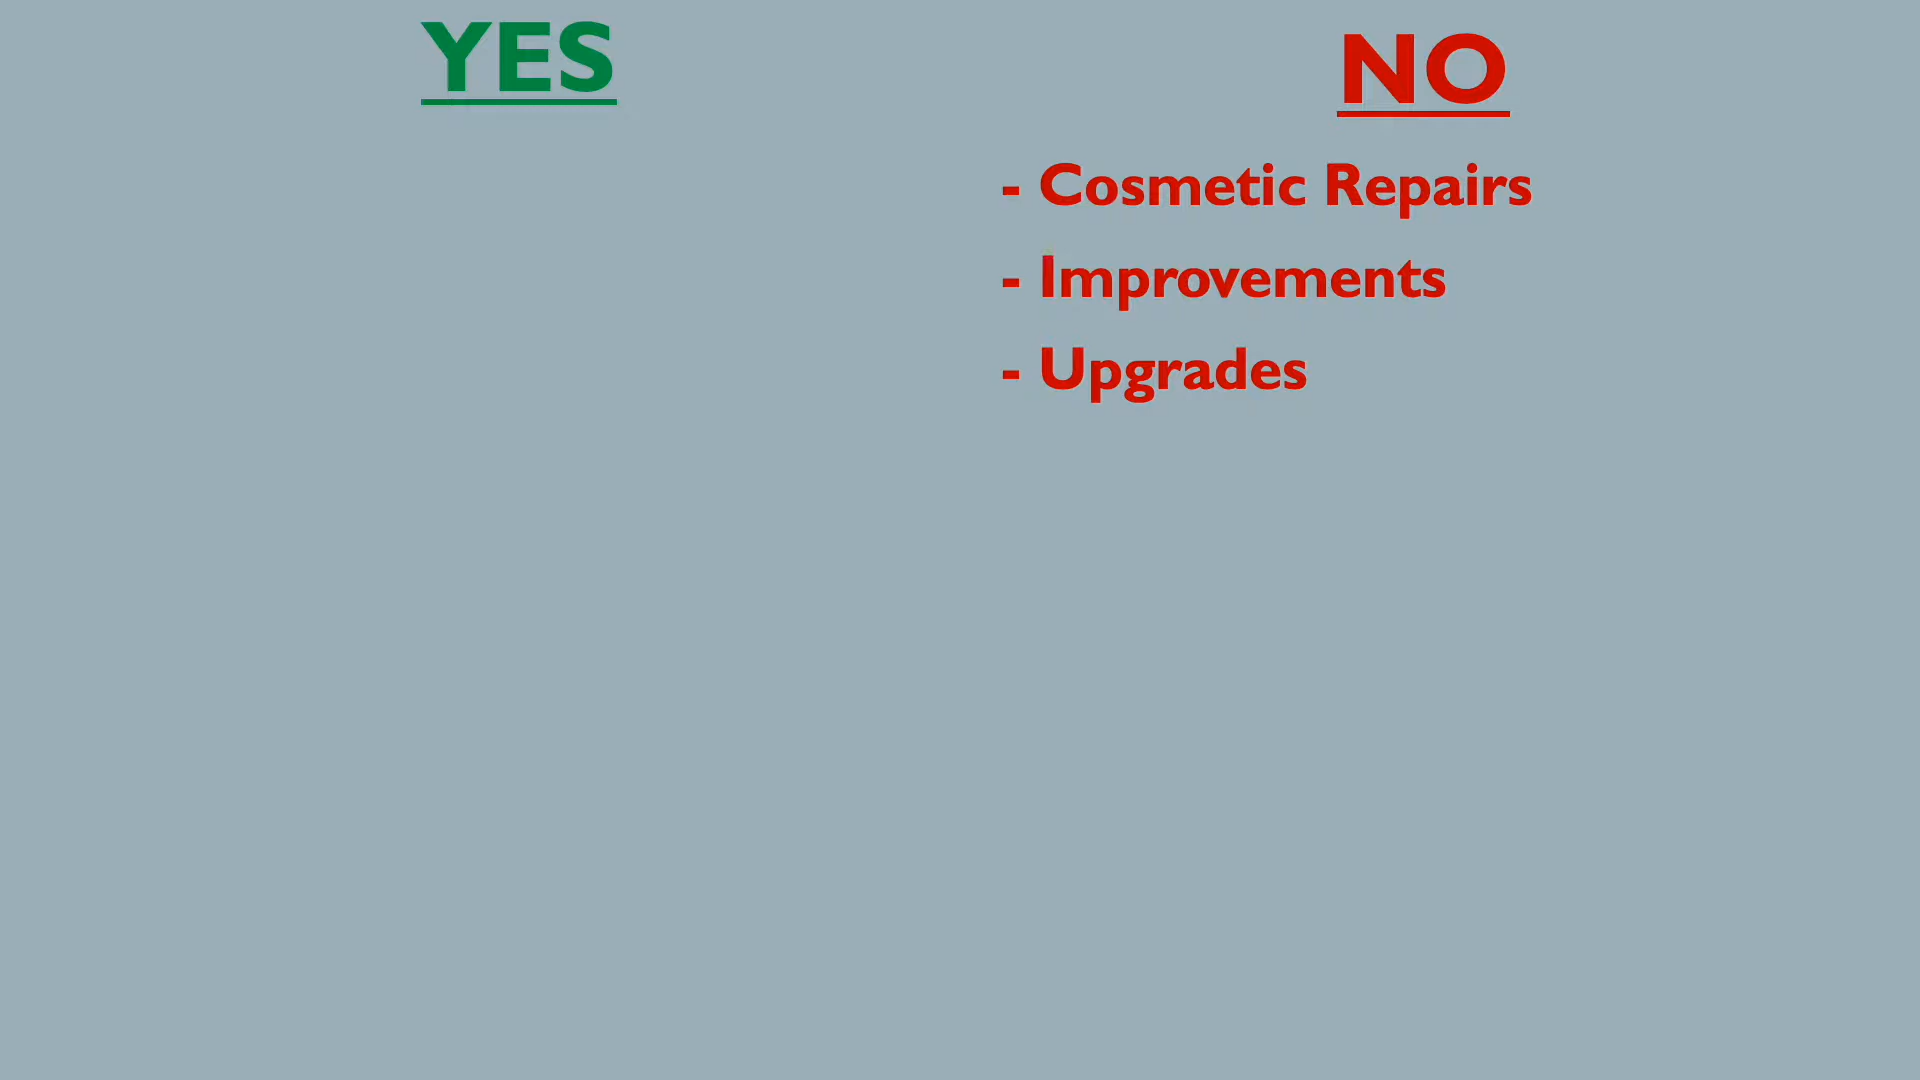 YES
NO
- Cosmetic Repairs
- Improvements
- Upgrades